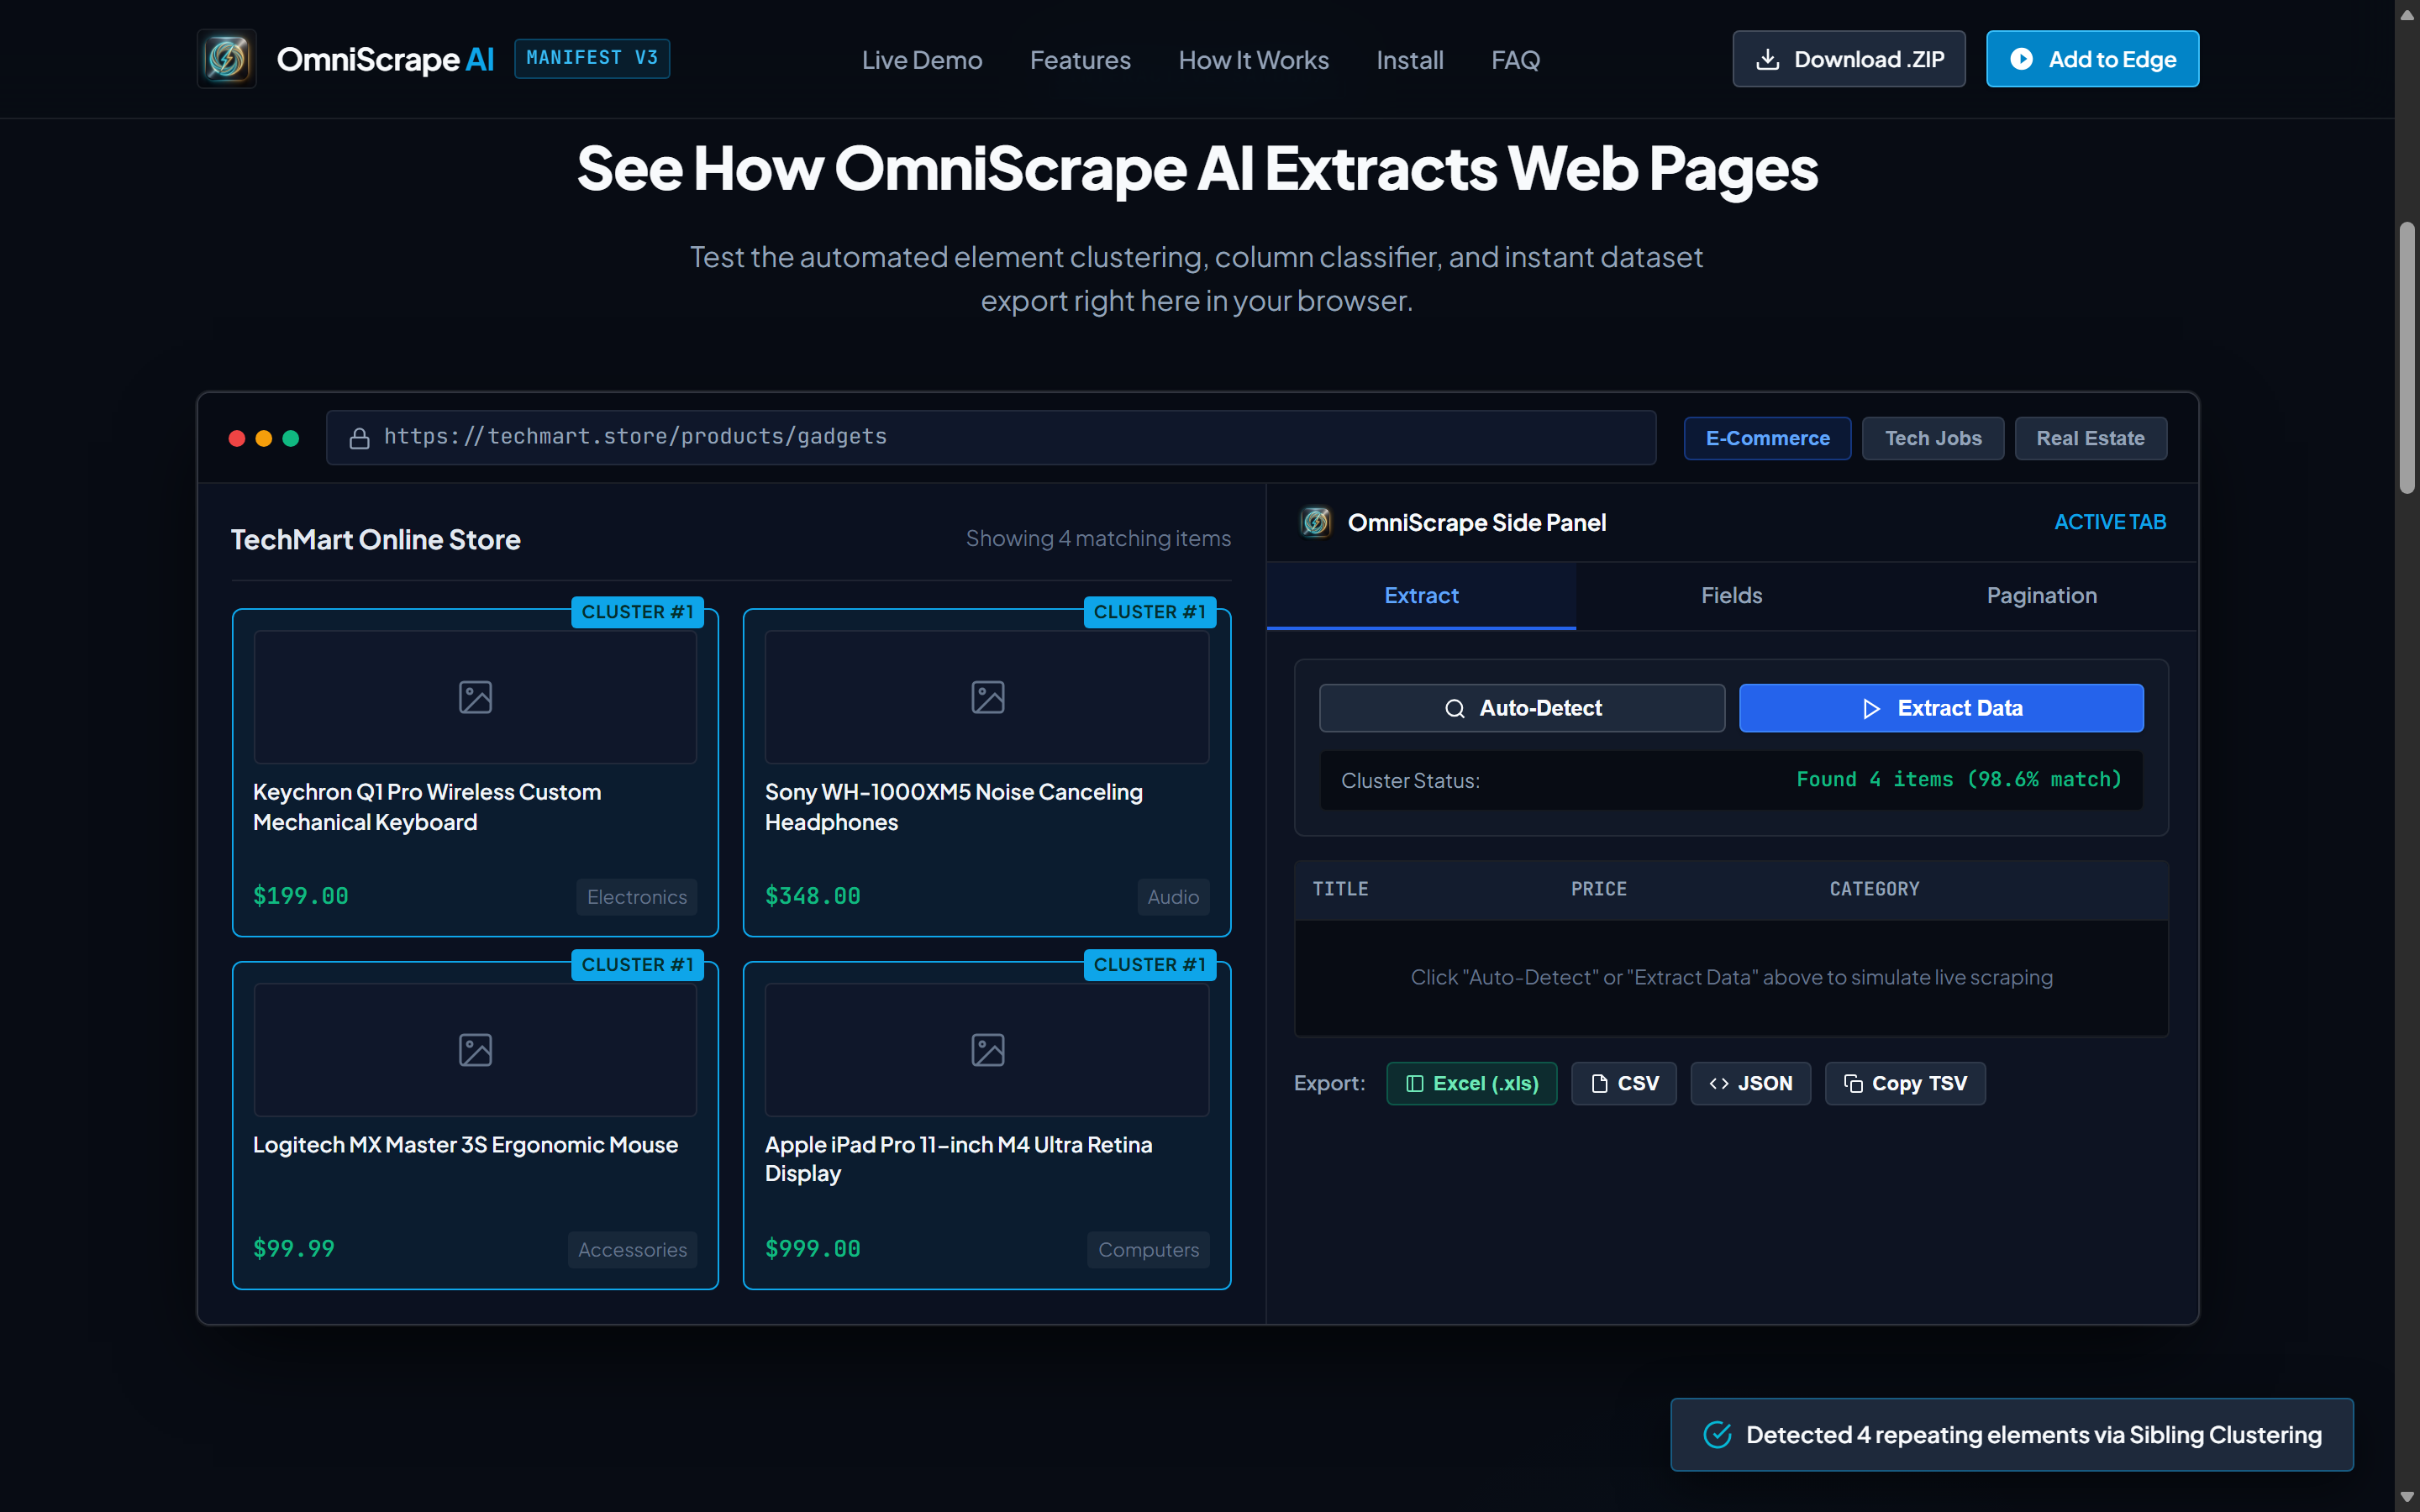 OmniScrape AI MANIFEST V3 Live Demo Features How It Works Install FAQ Download .ZIP Add to Edge
See How OmniScrape AI Extracts Web Pages
Test the automated element clustering, column classifier, and instant dataset
export right here in your browser.
https://techmart.store/products/gadgets E-Commerce Tech Jobs Real Estate
TechMart Online Store Showing 4 matching items
CLUSTER #1 CLUSTER #1
Keychron Q1 Pro Wireless Custom
Mechanical Keyboard
$199.00 Electronics
Sony WH-1000XM5 Noise Canceling
Headphones
$348.00 Audio
CLUSTER #1 CLUSTER #1
Logitech MX Master 3S Ergonomic Mouse
$99.99 Accessories
Apple iPad Pro 11-inch M4 Ultra Retina
Display
$999.00 Computers
OmniScrape Side Panel ACTIVE TAB
Extract Fields Pagination
Auto-Detect Extract Data
Cluster Status: Found 4 items (98.6% match)
TITLE PRICE CATEGORY
Click "Auto-Detect" or "Extract Data" above to simulate live scraping
Export: Excel (.xls) CSV JSON Copy TSV
Detected 4 repeating elements via Sibling Clustering